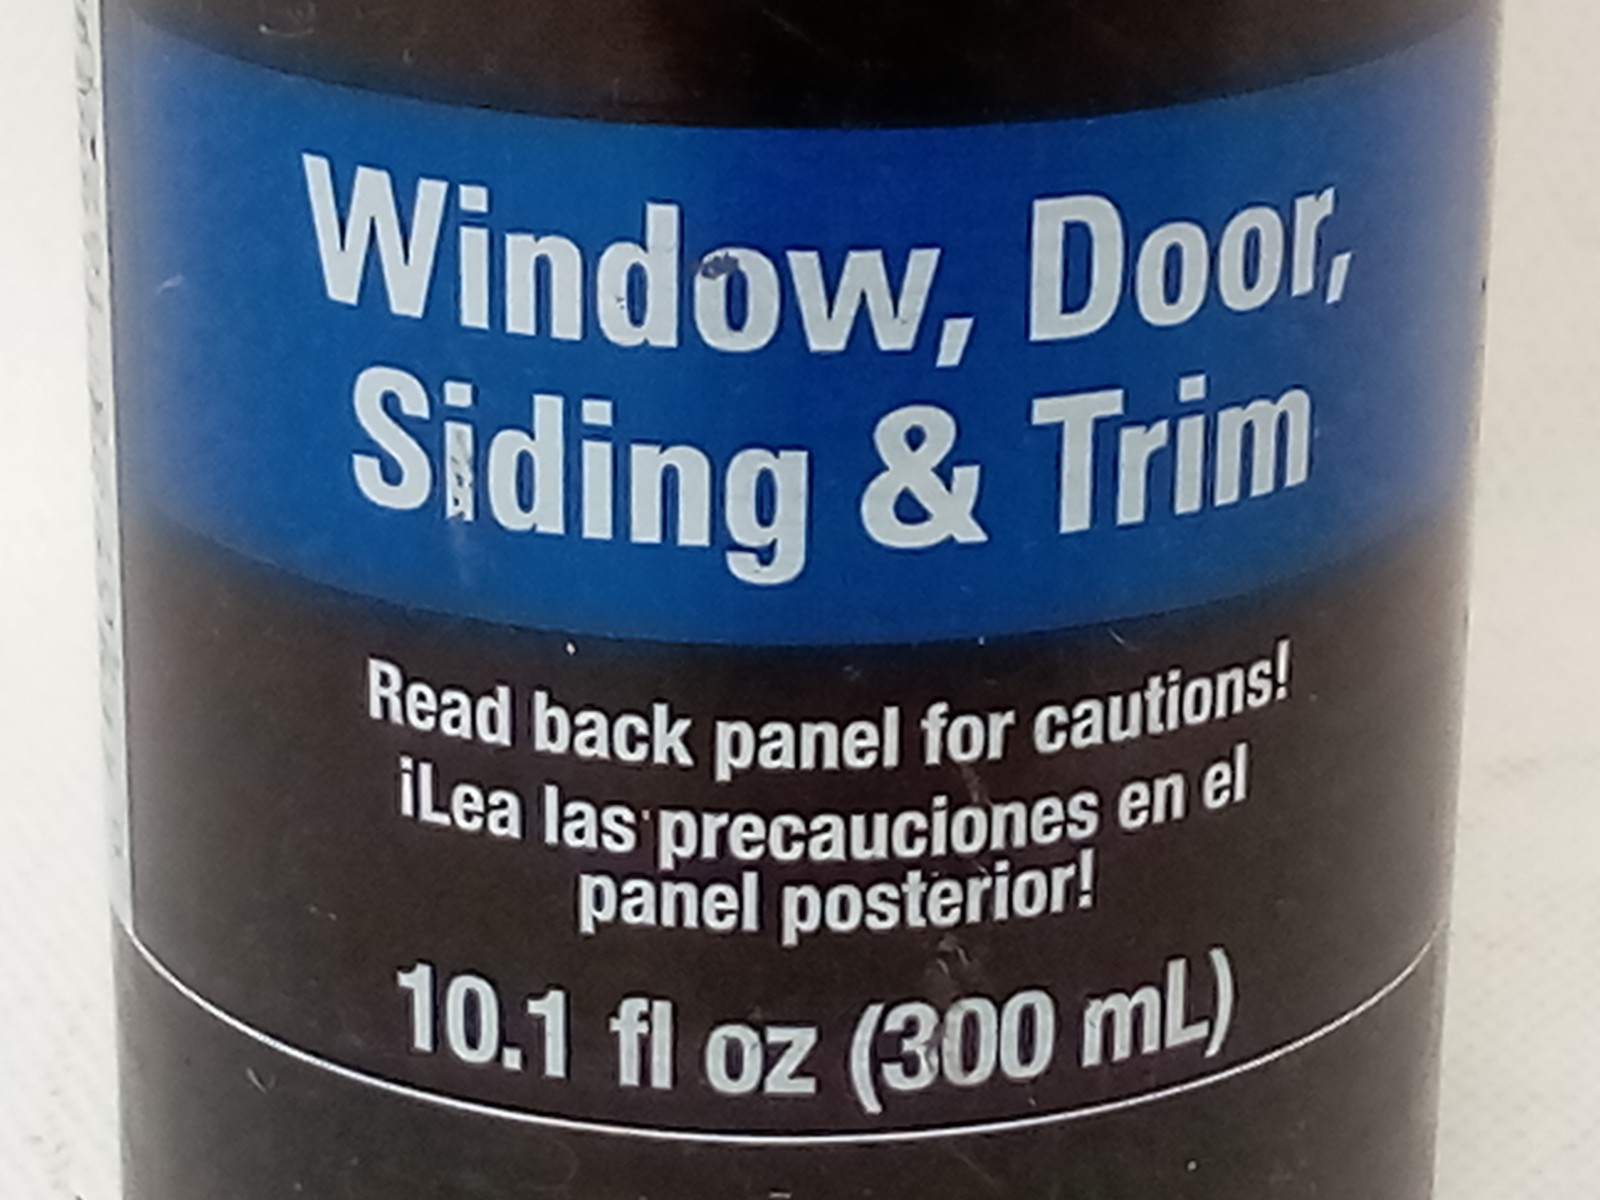 Window, Door,
Siding & Trim
Read back panel for cautions!
¡Lea las precauciones en el
panel posterior!
10.1 fl oz (300 mL)